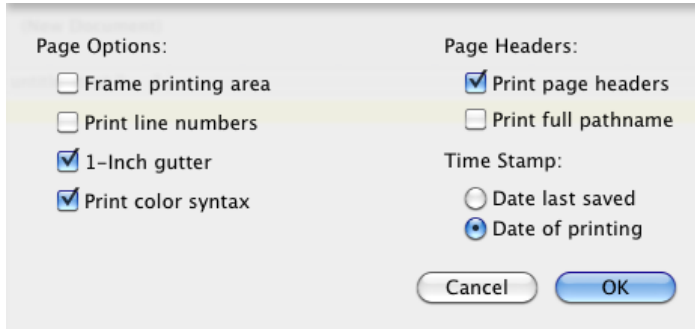 Page Options:
Frame printing area
Print line numbers
1-Inch gutter
Print color syntax
Page Headers:
Print page headers
Print full pathname
Time Stamp:
Date last saved
Date of printing
Cancel
OK